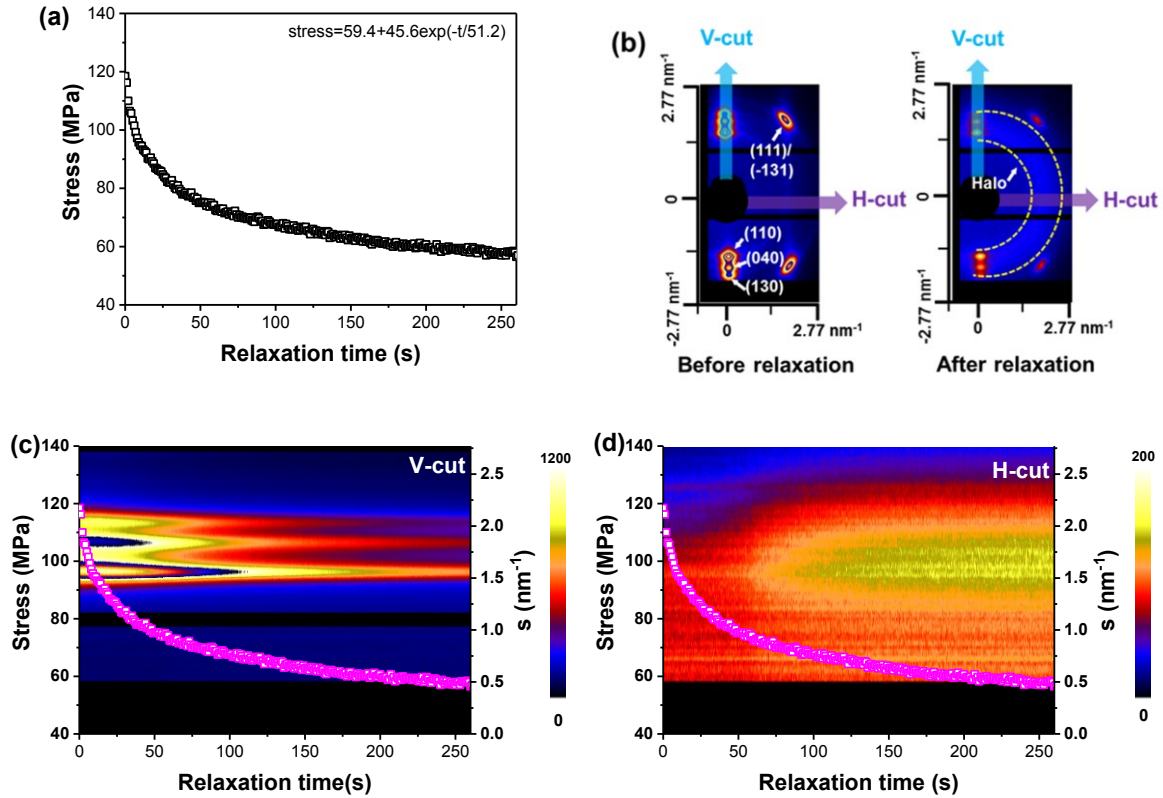 (a)
stress=59.4+45.6exp(-t/51.2)
140
120
100
80
60
40
Stress (MPa)
0 50 100 150 200 250
Relaxation time (s)
(b)
V-cut
V-cut
2.77 nm⁻¹
0
-2.77 nm⁻¹
(111)/
(-131)
H-cut
(110)
(040)
(130)
0 2.77 nm⁻¹
Before relaxation
2.77 nm⁻¹
0
-2.77 nm⁻¹
Halo
H-cut
0 2.77 nm⁻¹
After relaxation
(c)
V-cut
140
120
100
80
60
40
Stress (MPa)
2.5
2.0
1.5
1.0
0.5
0.0
s (nm⁻¹)
1200
0
0 50 100 150 200 250
Relaxation time(s)
(d)
H-cut
140
120
100
80
60
40
Stress (MPa)
2.5
2.0
1.5
1.0
0.5
0.0
s (nm⁻¹)
200
0
0 50 100 150 200 250
Relaxation time (s)